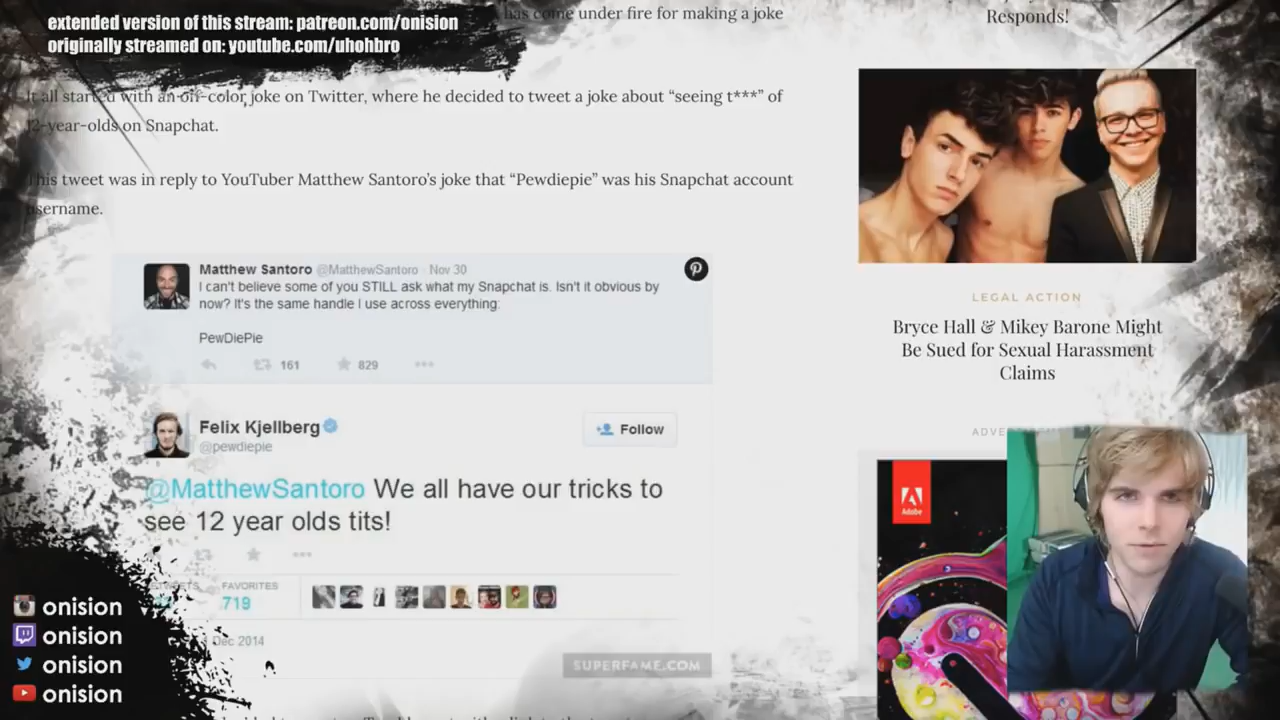 extended version of this stream: patreon.com/onision
originally streamed on: youtube.com/uhohbro
has come under fire for making a joke
Responds!
It all started with an off-color joke on Twitter, where he decided to tweet a joke about “seeing t***” of
12-year-olds on Snapchat.
This tweet was in reply to YouTuber Matthew Santoro’s joke that “Pewdiepie” was his Snapchat account
username.
Matthew Santoro @MatthewSantoro · Nov 30
I can't believe some of you STILL ask what my Snapchat is. Isn't it obvious by
now? It's the same handle I use across everything:
PewDiePie
161 829
LEGAL ACTION
Bryce Hall & Mikey Barone Might
Be Sued for Sexual Harassment
Claims
Felix Kjellberg
@pewdiepie
Follow
@MatthewSantoro We all have our tricks to
see 12 year olds tits!
FAVORITES
719
Dec 2014
SUPERFAME.COM
Adobe
onision
onision
onision
onision